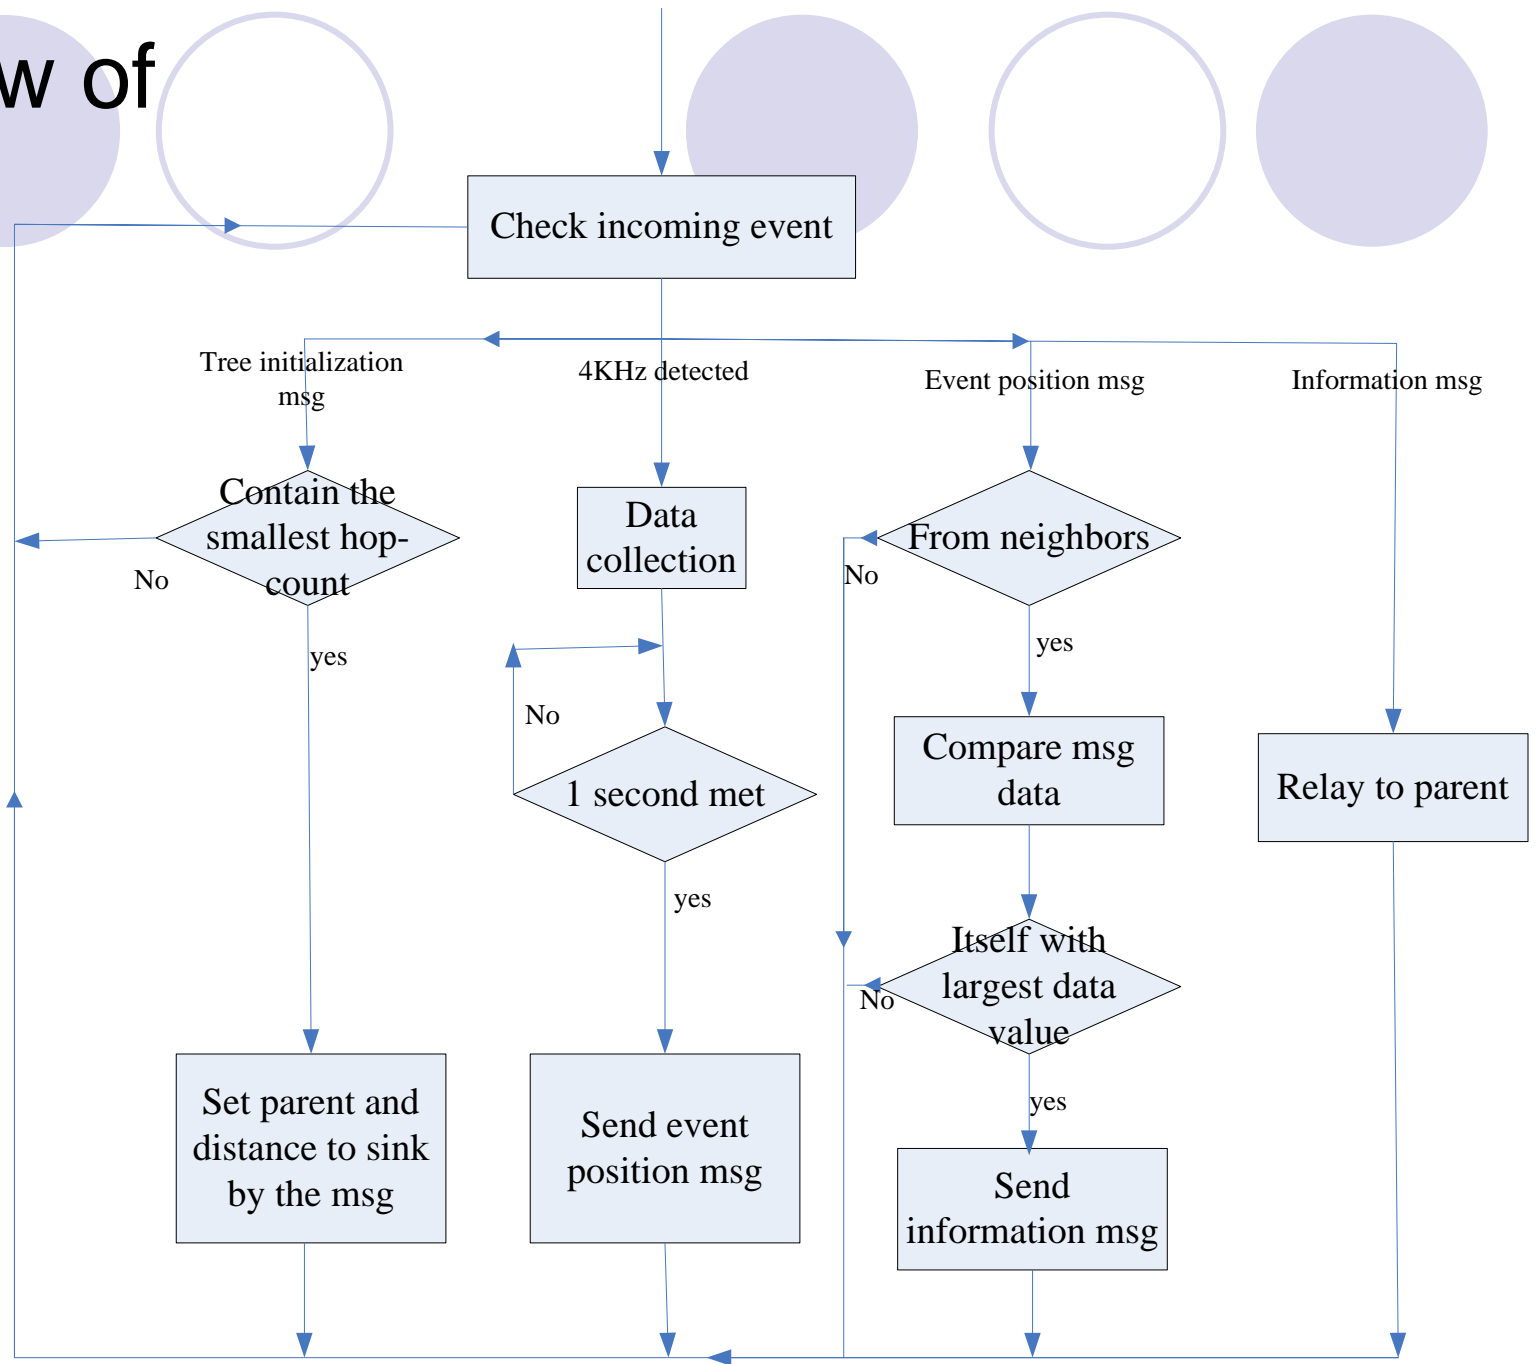 w of
Check incoming event
Tree initialization
msg
4KHz detected
Event position msg
Information msg
Contain the
smallest hop-
count
No
yes
Data
collection
No
1 second met
yes
From neighbors
No
yes
Compare msg
data
Relay to parent
Itself with
largest data
value
No
yes
Set parent and
distance to sink
by the msg
Send event
position msg
Send
information msg